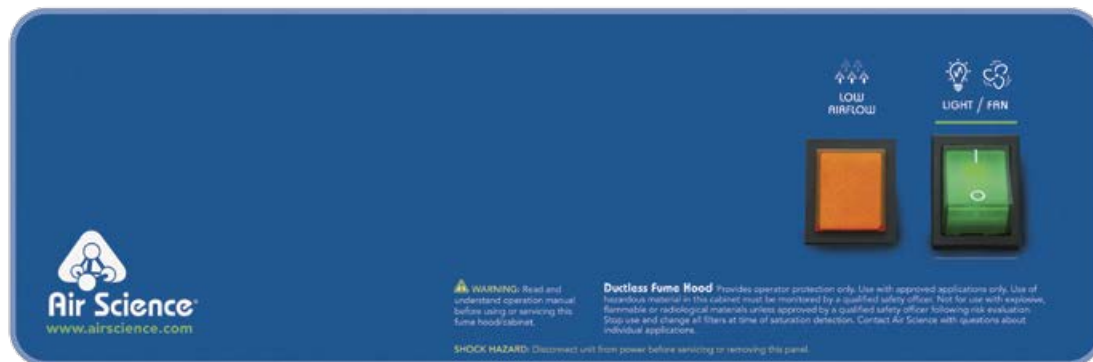 LOW
AIRFLOW
LIGHT / FAN
Air Science®
www.airscience.com
WARNING: Read and
understand operation manual
before using or servicing this
fume hood/cabinet.
Ductless Fume Hood Provides operator protection only. Use with approved applications only. Use of
hazardous material in this cabinet must be monitored by a qualified safety officer. Not for use with explosive,
flammable or radiological materials unless approved by a qualified safety officer following risk evaluation.
Stop use and change all filters at time of saturation detection. Contact Air Science with questions about
individual applications.
SHOCK HAZARD: Disconnect unit from power before servicing or removing this panel.